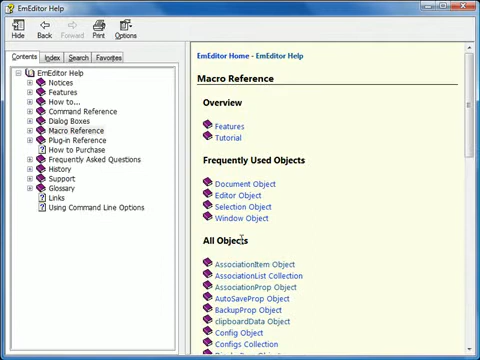 EmEditor Help
Hide
Back
Forward
Print
Options
Contents
Index
Search
Favorites
EmEditor Help
Notices
Features
How to...
Command Reference
Dialog Boxes
Macro Reference
Plug-in Reference
How to Purchase
Frequently Asked Questions
History
Support
Glossary
Links
Using Command Line Options
EmEditor Home - EmEditor Help
Macro Reference
Overview
Features
Tutorial
Frequently Used Objects
Document Object
Editor Object
Selection Object
Window Object
All Objects
AssociationItem Object
AssociationList Collection
AssociationProp Object
AutoSaveProp Object
BackupProp Object
clipboardData Object
Config Object
Configs Collection